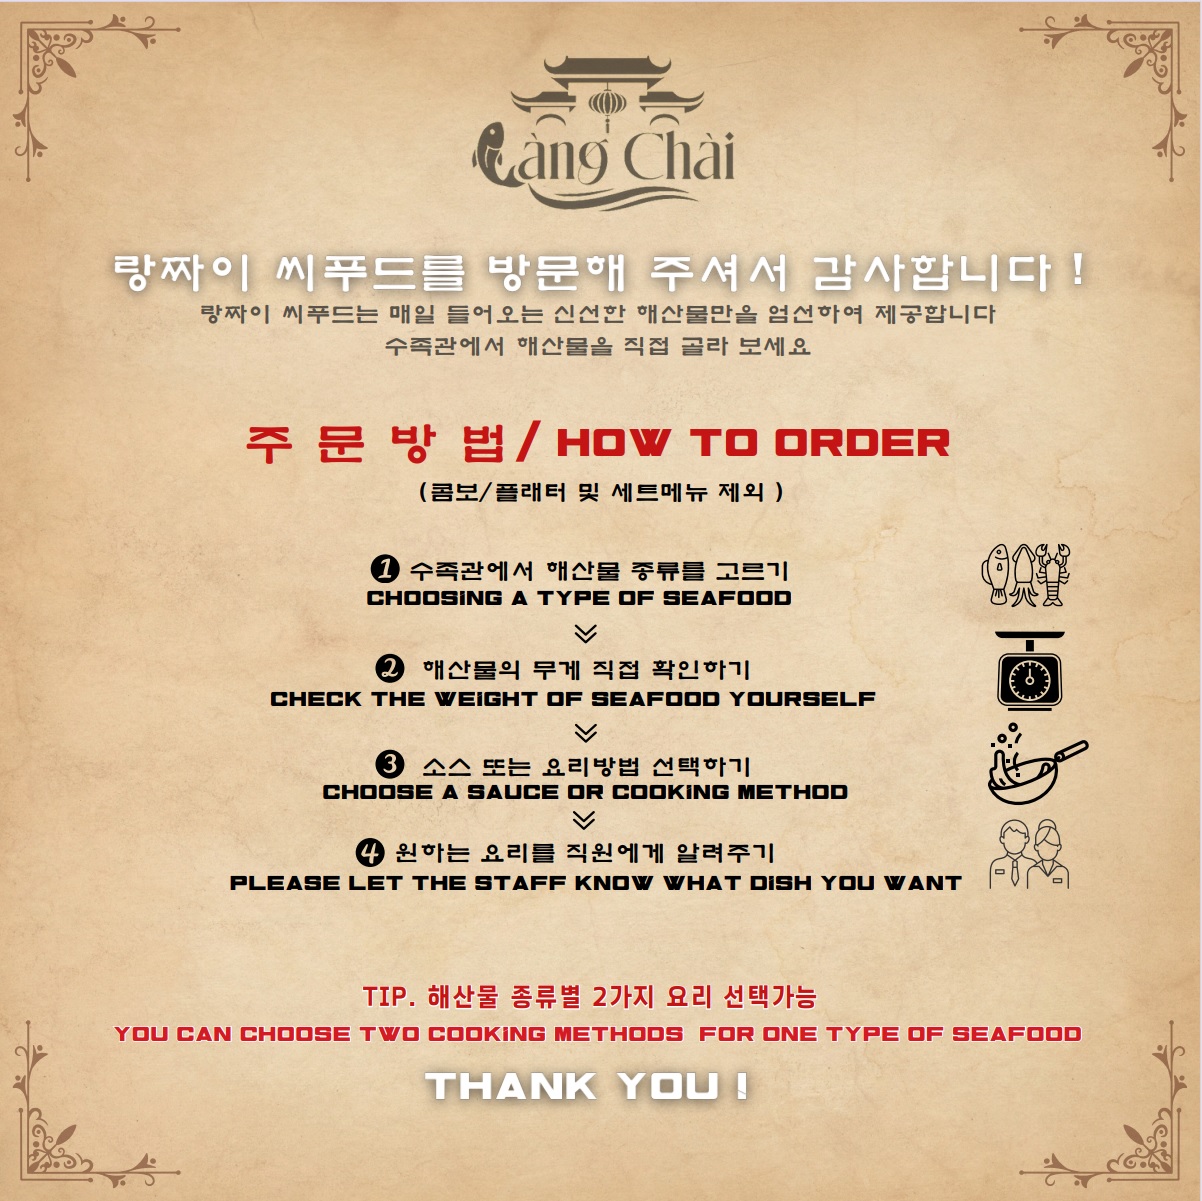 Làng Chài
랑짜이 씨푸드를 방문해 주셔서 감사합니다 !
랑짜이 씨푸드는 매일 들어오는 신선한 해산물만을 엄선하여 제공합니다
수족관에서 해산물을 직접 골라 보세요
주 문 방 법/ HOW TO ORDER
(콤보/플래터 및 세트메뉴 제외 )
1 수족관에서 해산물 종류를 고르기
CHOOSING A TYPE OF SEAFOOD
2 해산물의 무게 직접 확인하기
CHECK THE WEIGHT OF SEAFOOD YOURSELF
3 소스 또는 요리방법 선택하기
CHOOSE A SAUCE OR COOKING METHOD
4 원하는 요리를 직원에게 알려주기
PLEASE LET THE STAFF KNOW WHAT DISH YOU WANT
TIP. 해산물 종류별 2가지 요리 선택가능
YOU CAN CHOOSE TWO COOKING METHODS FOR ONE TYPE OF SEAFOOD
THANK YOU !